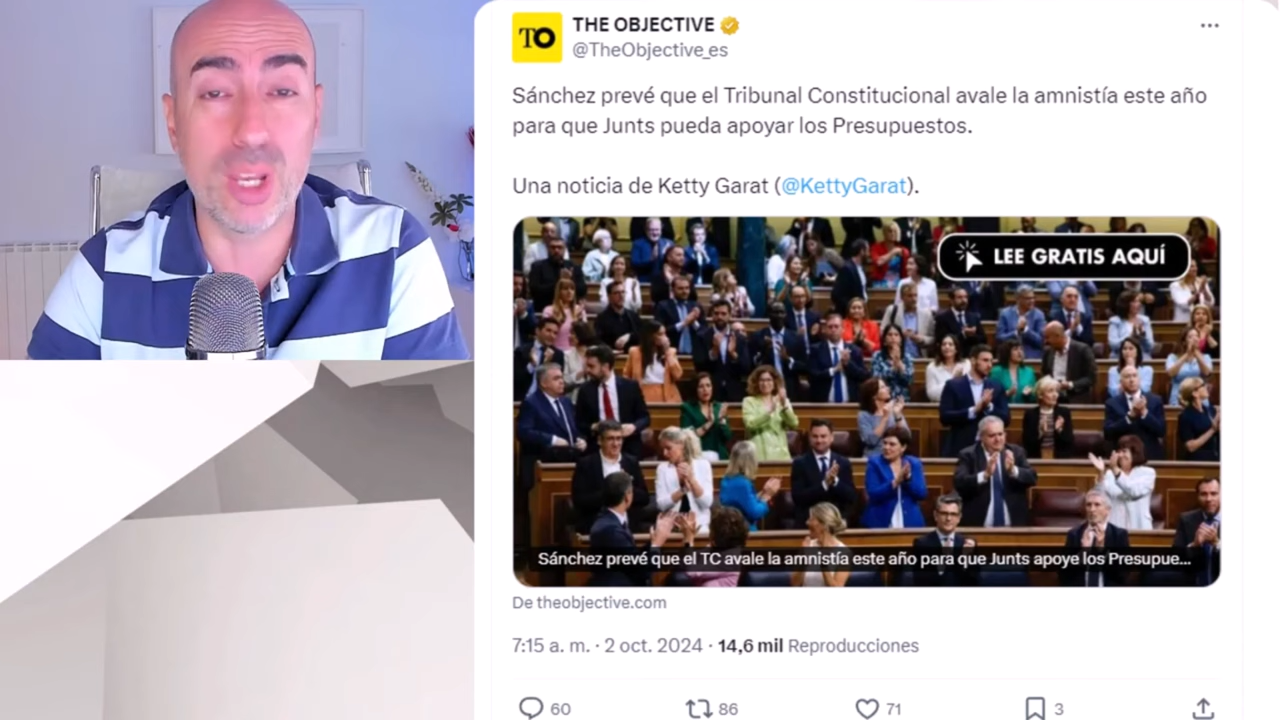 TO
THE OBJECTIVE
@TheObjective_es
Sánchez prevé que el Tribunal Constitucional avale la amnistía este año
para que Junts pueda apoyar los Presupuestos.
Una noticia de Ketty Garat (@KettyGarat).
LEE GRATIS AQUÍ
Sánchez prevé que el TC avale la amnistía este año para que Junts apoye los Presupue...
De theobjective.com
7:15 a. m. · 2 oct. 2024 · 14,6 mil Reproducciones
60 86 71 3